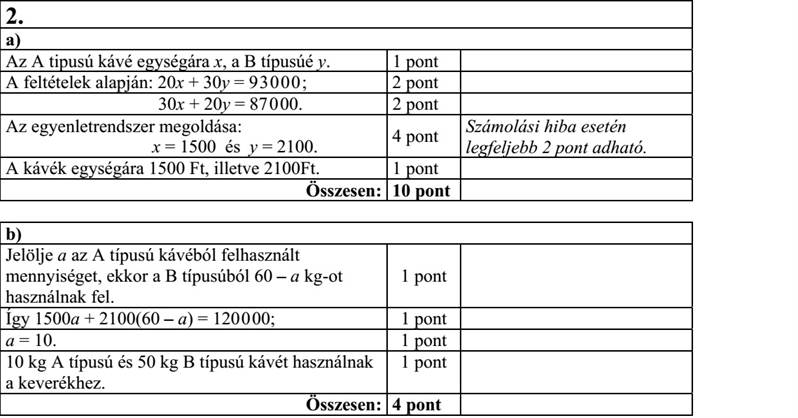 2.
a)
Az A tipusú kávé egységára x, a B típusúé y. 1 pont
A feltételek alapján: 20x + 30y = 93000; 2 pont
30x + 20y = 87000. 2 pont
Az egyenletrendszer megoldása:
x = 1500 és y = 2100. 4 pont
Számolási hiba esetén
legfeljebb 2 pont adható.
A kávék egységára 1500 Ft, illetve 2100Ft. 1 pont
Összesen: 10 pont
b)
Jelölje a az A típusú kávéból felhasznált
mennyiséget, ekkor a B típusúból 60 – a kg-ot
használnak fel. 1 pont
Így 1500a + 2100(60 – a) = 120000; 1 pont
a = 10. 1 pont
10 kg A típusú és 50 kg B típusú kávét használnak
a keverékhez. 1 pont
Összesen: 4 pont